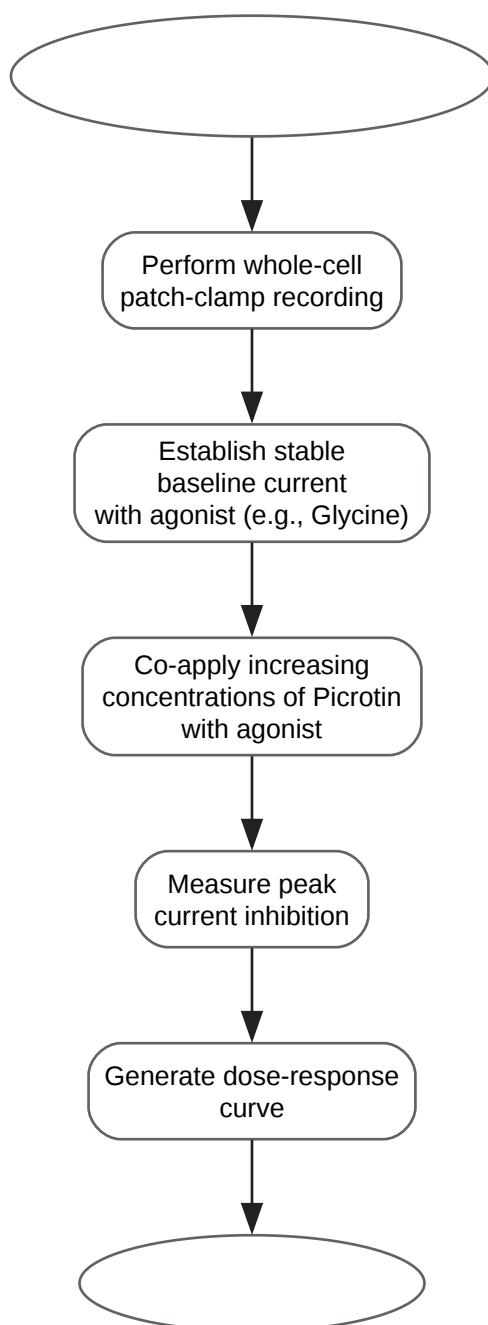 Perform whole-cell
patch-clamp recording
Establish stable
baseline current
with agonist (e.g., Glycine)
Co-apply increasing
concentrations of Picrotin
with agonist
Measure peak
current inhibition
Generate dose-response
curve